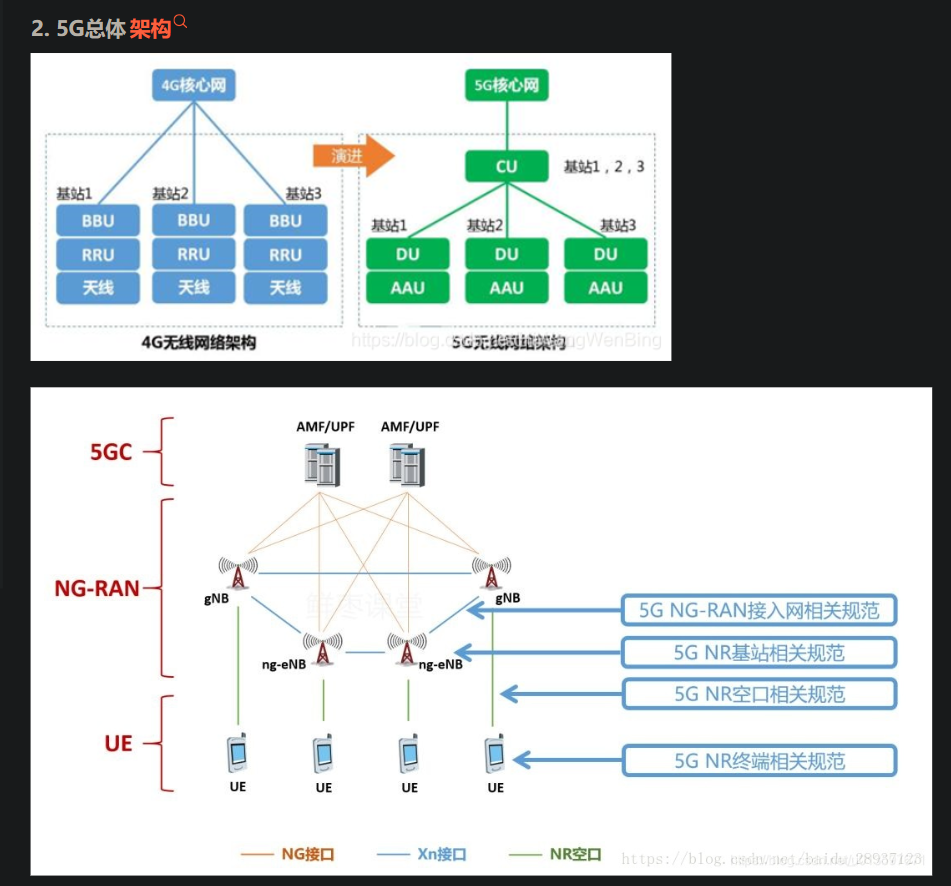 2. 5G总体架构
4G核心网
5G核心网
演进
CU
基站1，2，3
基站1
基站2
基站3
基站1
基站2
基站3
BBU
BBU
BBU
DU
DU
DU
RRU
RRU
RRU
天线
天线
天线
AAU
AAU
AAU
4G无线网络架构
5G无线网络架构
https://blog.
WenBing
AMF/UPF
AMF/UPF
5GC
NG-RAN
gNB
gNB
鲜枣课堂
ng-eNB
ng-eNB
5G NG-RAN接入网相关规范
5G NR基站相关规范
5G NR空口相关规范
UE
5G NR终端相关规范
UE
UE
UE
UE
NG接口
Xn接口
NR空口
https://blog.csdn.net/baidu_28937123